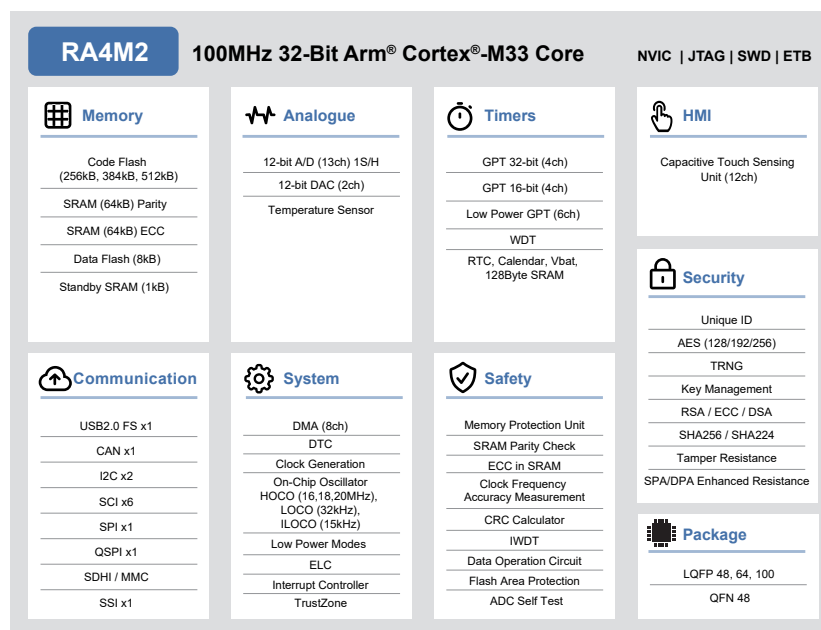 RA4M2
100MHz 32-Bit Arm® Cortex®-M33 Core
NVIC | JTAG | SWD | ETB
Memory
Code Flash
(256kB, 384kB, 512kB)
SRAM (64kB) Parity
SRAM (64kB) ECC
Data Flash (8kB)
Standby SRAM (1kB)
Analogue
12-bit A/D (13ch) 1S/H
12-bit DAC (2ch)
Temperature Sensor
Timers
GPT 32-bit (4ch)
GPT 16-bit (4ch)
Low Power GPT (6ch)
WDT
RTC, Calendar, Vbat,
128Byte SRAM
HMI
Capacitive Touch Sensing
Unit (12ch)
Communication
USB2.0 FS x1
CAN x1
I2C x2
SCI x6
SPI x1
QSPI x1
SDHI / MMC
SSI x1
System
DMA (8ch)
DTC
Clock Generation
On-Chip Oscillator
HOCO (16,18,20MHz),
LOCO (32kHz),
ILOCO (15kHz)
Low Power Modes
ELC
Interrupt Controller
TrustZone
Safety
Memory Protection Unit
SRAM Parity Check
ECC in SRAM
Clock Frequency
Accuracy Measurement
CRC Calculator
IWDT
Data Operation Circuit
Flash Area Protection
ADC Self Test
Security
Unique ID
AES (128/192/256)
TRNG
Key Management
RSA / ECC / DSA
SHA256 / SHA224
Tamper Resistance
SPA/DPA Enhanced Resistance
Package
LQFP 48, 64, 100
QFN 48